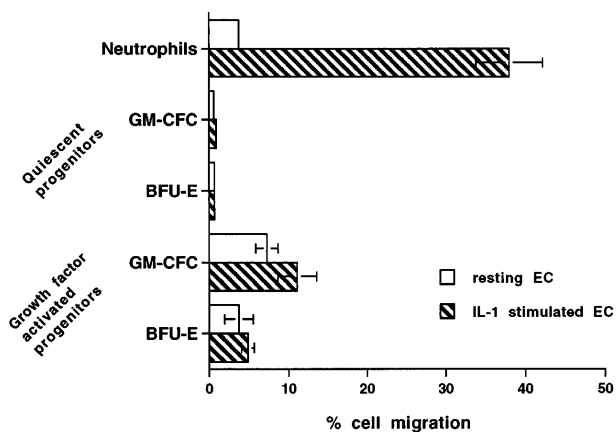 Neutrophils
Quiescent
progenitors
GM-CFC
BFU-E
Growth factor
activated
progenitors
GM-CFC
BFU-E
resting EC
IL-1 stimulated EC
0 10 20 30 40 50
% cell migration